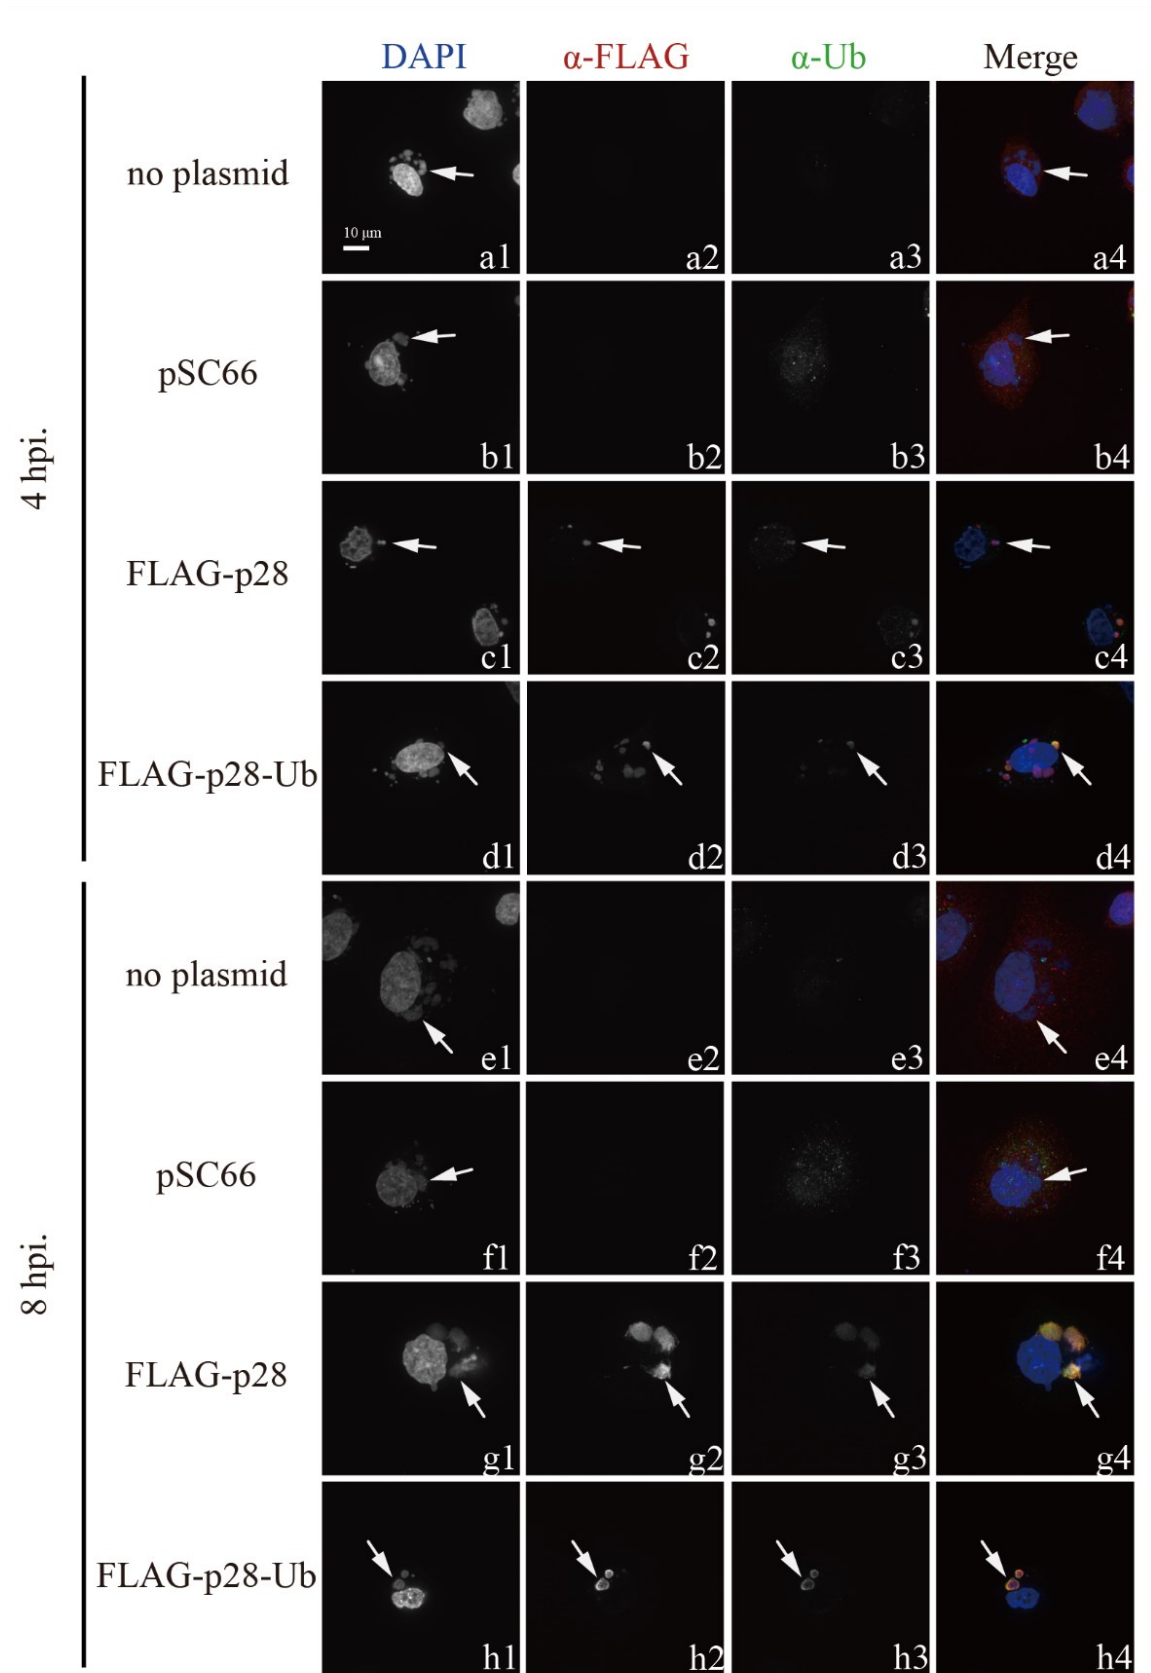 DAPI α-FLAG α-Ub Merge
4 hpi.
no plasmid
10 μm
a1 a2 a3 a4
pSC66
b1 b2 b3 b4
FLAG-p28
c1 c2 c3 c4
FLAG-p28-Ub
d1 d2 d3 d4
8 hpi.
no plasmid
e1 e2 e3 e4
pSC66
f1 f2 f3 f4
FLAG-p28
g1 g2 g3 g4
FLAG-p28-Ub
h1 h2 h3 h4